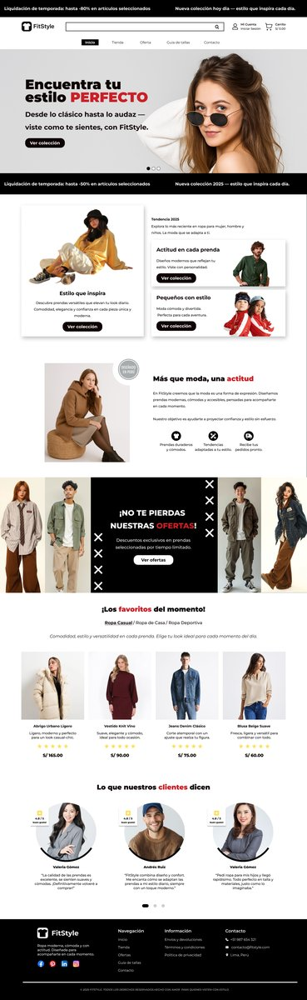 Liquidación de temporada: hasta -80% en artículos seleccionados
Nueva colección hoy dia — estilo que inspira cada día.
FitStyle
Mi Cuenta
Iniciar Sesión
Carrito
S/ 0.00
Inicio
Tienda
Oferta
Guía de tallas
Contacto
Encuentra tu
estilo PERFECTO
Desde lo clásico hasta lo audaz —
viste como te sientes, con FitStyle.
Ver colección
Liquidación de temporada: hasta -50% en artículos seleccionados
Nueva colección 2025 — estilo que inspira cada día.
Estilo que inspira
Descubre prendas versátiles que elevan tu look diario.
Comodidad, elegancia y confianza en cada pieza única y
moderna.
Ver colección
Tendencia 2025
Explora lo más reciente en ropa para mujer, hombre y
niños. La moda que se adapta a ti.
Actitud en cada prenda
Diseños modernos que reflejan tu
estilo. Viste con personalidad.
Ver colección
Pequeños con estilo
Moda cómoda y divertida.
Perfecta para cada aventura.
Ver colección
DISEÑADO
EN PERÚ
Más que moda, una actitud
En FitStyle creemos que la moda es una forma de expresión. Diseñamos
prendas modernas, cómodas y accesibles, pensadas para acompañarte
en cada momento.
Nuestro objetivo es ayudarte a proyectar confianza y estilo sin esfuerzo.
Prendas duraderas
y cómodos.
Tendencias
adaptadas a tu estilo.
Recibe tus
pedidos pronto.
¡NO TE PIERDAS
NUESTRAS OFERTAS!
Descuentos exclusivos en prendas
seleccionadas por tiempo limitado.
Ver ofertas
¡Los favoritos del momento!
Ropa Casual / Ropa de Casa / Ropa Deportiva
Comodidad, estilo y versatilidad en cada prenda. Elige tu look ideal para cada momento del día.
Abrigo Urbano Ligero
Ligero, moderno y perfecto
para un look casual-chic.
S/ 165.00
Vestido Knit Vino
Suave, elegante y cómodo,
ideal para todo ocasión.
S/ 90.00
Jeans Denim Clásico
Corte atemporal con un
ajuste que realza tu figura.
S/ 75.00
Blusa Beige Suave
Fresca, ligera y versátil para
combinar con todo.
S/ 60.00
Lo que nuestros clientes dicen
4.8 / 5
Valeria Gómez
"La calidad de las prendas es
excelente, se sienten suaves y
cómodas. ¡Definitivamente volveré a
comprar!"
4.8 / 5
Andrés Ruiz
"FitStyle combina diseño y confort.
Me encanta cómo se adaptan las
prendas a mi estilo diario, siempre
con un toque moderno."
4.8 / 5
Valeria Gómez
"Pedí ropa para mis hijos y llegó
rapidísimo. Todo perfecto en talla y
materiales, justo como lo
imaginaba."
FitStyle
Ropa moderna, cómoda y con
actitud. Diseñada para
acompañarte en cada momento.
Navegación
Inicio
Tienda
Ofertas
Guía de tallas
Contacto
Información
Envíos y devoluciones
Términos y condiciones
Política de privacidad
Contacto
+51 987 654 321
contacto@fitstyle.com
Lima, Perú
© 2025 FITSTYLE. TODOS LOS DERECHOS RESERVADOS HECHO CON AMOR PARA QUIENES VISTEN CON ESTILO